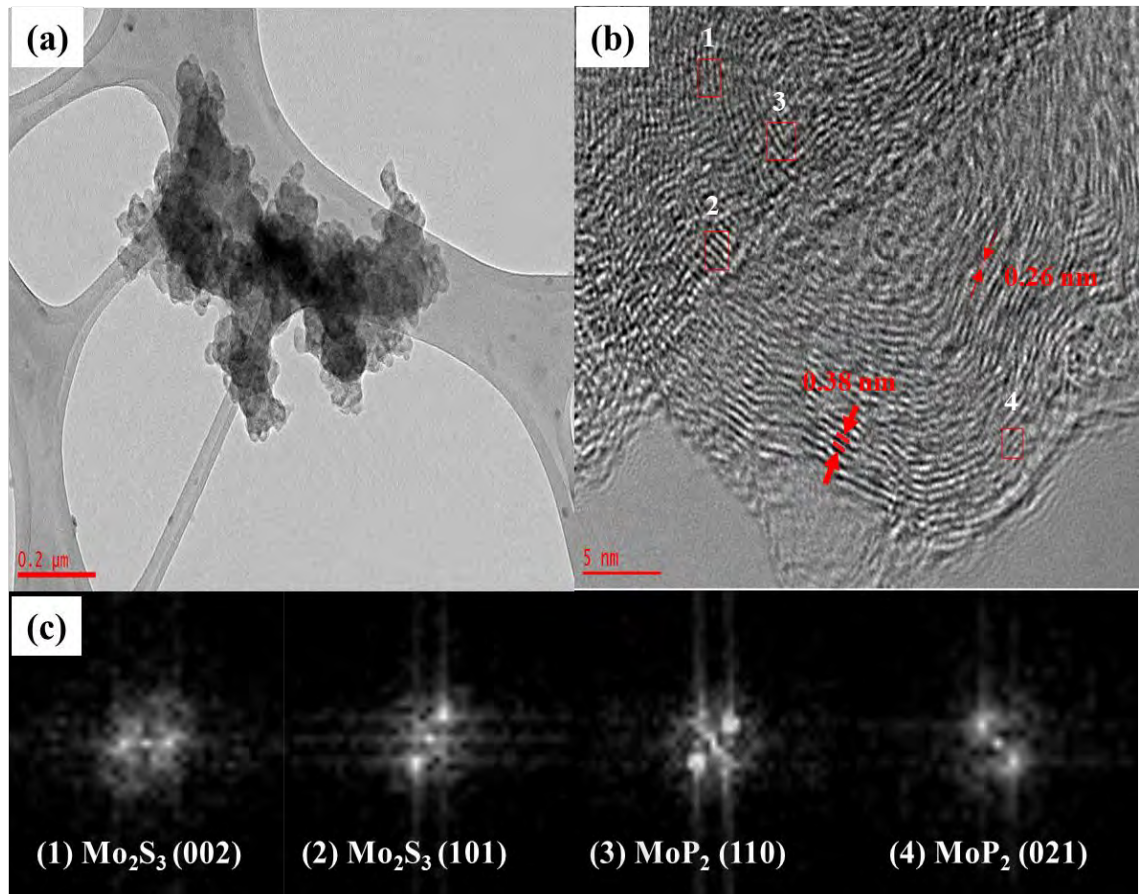 (a)
0.2 μm
(b)
1
3
2
0.26 nm
0.38 nm
4
5 nm
(c)
(1) Mo₂S₃ (002)
(2) Mo₂S₃ (101)
(3) MoP₂ (110)
(4) MoP₂ (021)